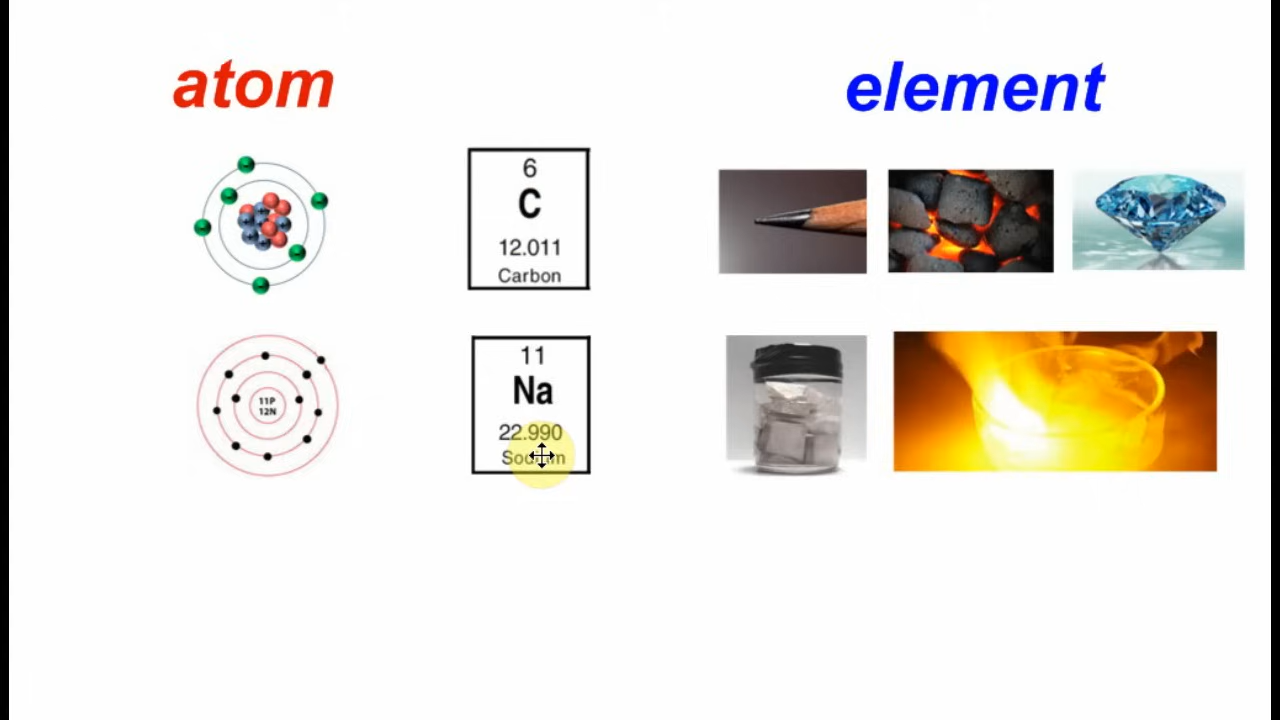 atom
element
6
C
12.011
Carbon
11P
12N
11
Na
22.990